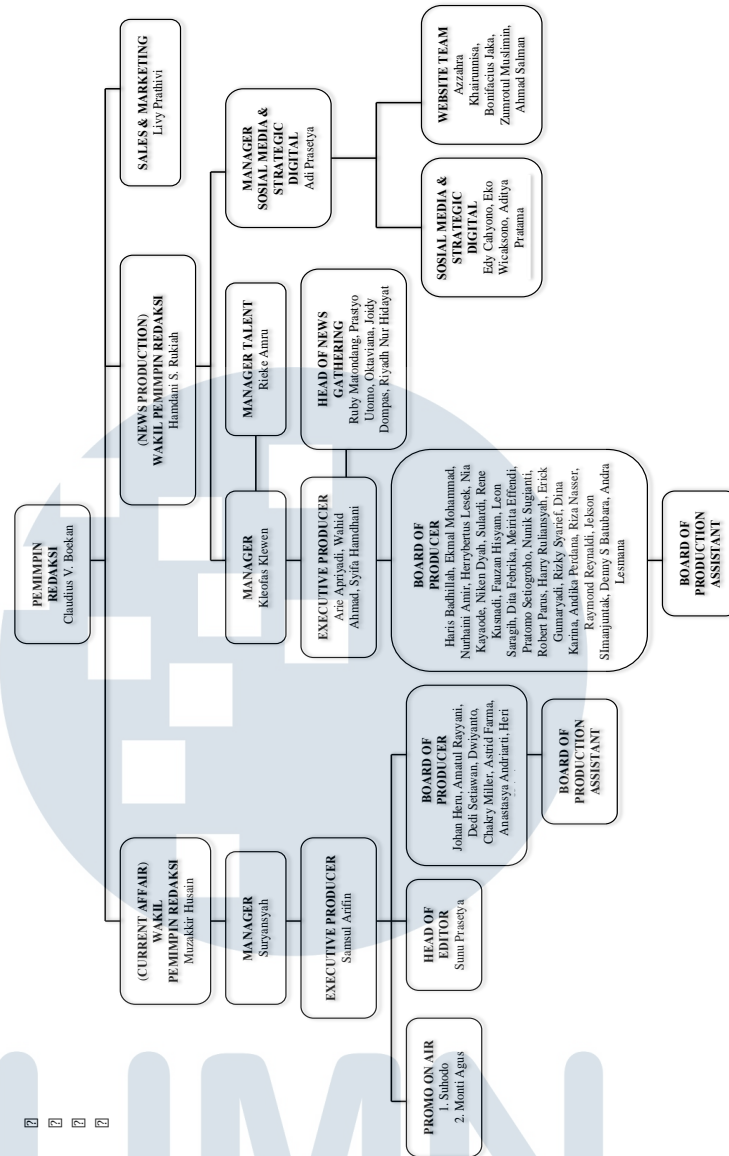 PEMIMPIN
REDAKSI
Claudius V. Boekan
(CURRENT AFFAIR)
WAKIL
PEMIMPIN REDAKSI
Muzakkir Husain
(NEWS PRODUCTION)
WAKIL PEMIMPIN REDAKSI
Hamdani S. Rukiah
SALES & MARKETING
Livy Prathivi
MANAGER
Suryansyah
MANAGER
Kleofas Klewen
MANAGER TALENT
Rieke Amru
MANAGER
SOSIAL MEDIA &
STRATEGIC
DIGITAL
Adi Prasetya
EXECUTIVE PRODUCER
Samsul Arifin
EXECUTIVE PRODUCER
Arie Apriyadi, Wahid
Ahmad, Syifa Hamdhani
HEAD OF NEWS
GATHERING
Ruby Matondang, Prastyo
Utomo, Oktaviana, Joidy
Dompas, Riyadh Nur Hidayat
PROMO ON AIR
1. Suhodo
2. Monti Agus
HEAD OF
EDITOR
Sunu Prasetya
BOARD OF
PRODUCER
Johan Heru, Amatul Rayyani,
Dedi Setiawan, Dwiyanto,
Chakry Miller, Astrid Farma,
Anastasya Andriarti, Heri
BOARD OF
PRODUCER
Haris Badhillah, Ekmal Mohammad,
Nurhaini Amir, Herrybertus Lesek, Nia
Kayaode, Niken Dyah, Sulardi, Rene
Kusnadi, Fauzan Hisyam, Leon
Saragih, Dita Febrika, Meirita Effendi,
Pratomo Setiogroho, Nunik Sugianti,
Robert Parus, Harry Ruliansyah, Erick
Gumaryadi, Rizky Syarief, Dina
Karina, Andika Perdana, Riza Nasser,
Raymond Reynaldi, Jekson
SImanjuntak, Denny S Batubara, Andra
Lesmana
SOSIAL MEDIA &
STRATEGIC
DIGITAL
Edy Cahyono, Eko
Wicaksono, Aditya
Pratama
WEBSITE TEAM
Azzahra
Khairunnisa,
Bonifacius Jaka,
Zumrotul Muslimin,
Ahmad Salman
BOARD OF
PRODUCTION
ASSISTANT
BOARD OF
PRODUCTION
ASSISTANT
UMN